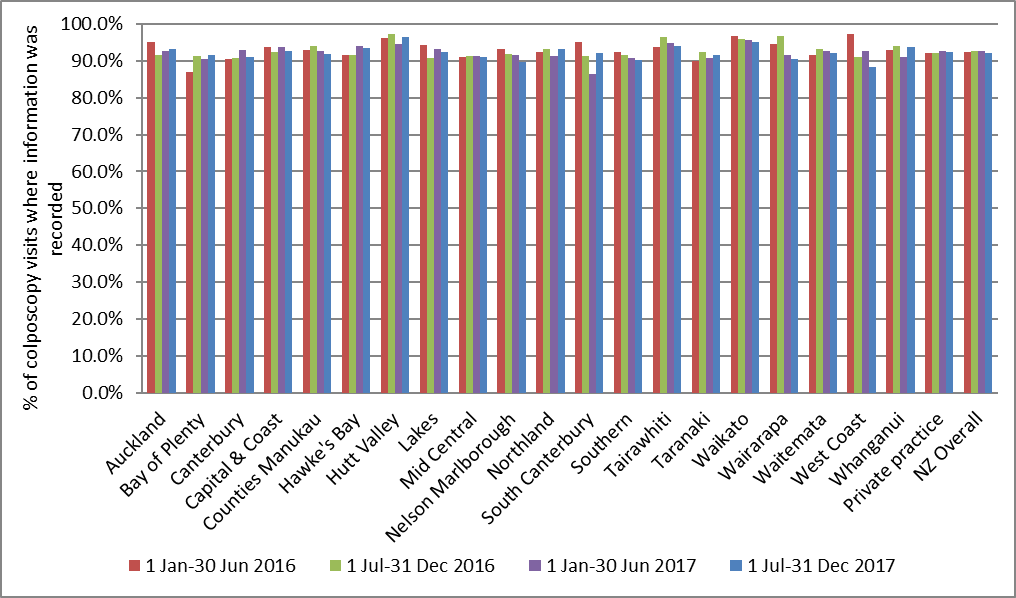 % of colposcopy visits where information was
recorded
100.0%
90.0%
80.0%
70.0%
60.0%
50.0%
40.0%
30.0%
20.0%
10.0%
0.0%
Auckland
Bay of Plenty
Canterbury
Capital & Coast
Counties Manukau
Hawke's Bay
Hutt Valley
Lakes
Mid Central
Nelson Marlborough
Northland
South Canterbury
Southern
Tairawhiti
Taranaki
Waikato
Wairarapa
Waitemata
West Coast
Whanganui
Private practice
NZ Overall
1 Jan-30 Jun 2016
1 Jul-31 Dec 2016
1 Jan-30 Jun 2017
1 Jul-31 Dec 2017